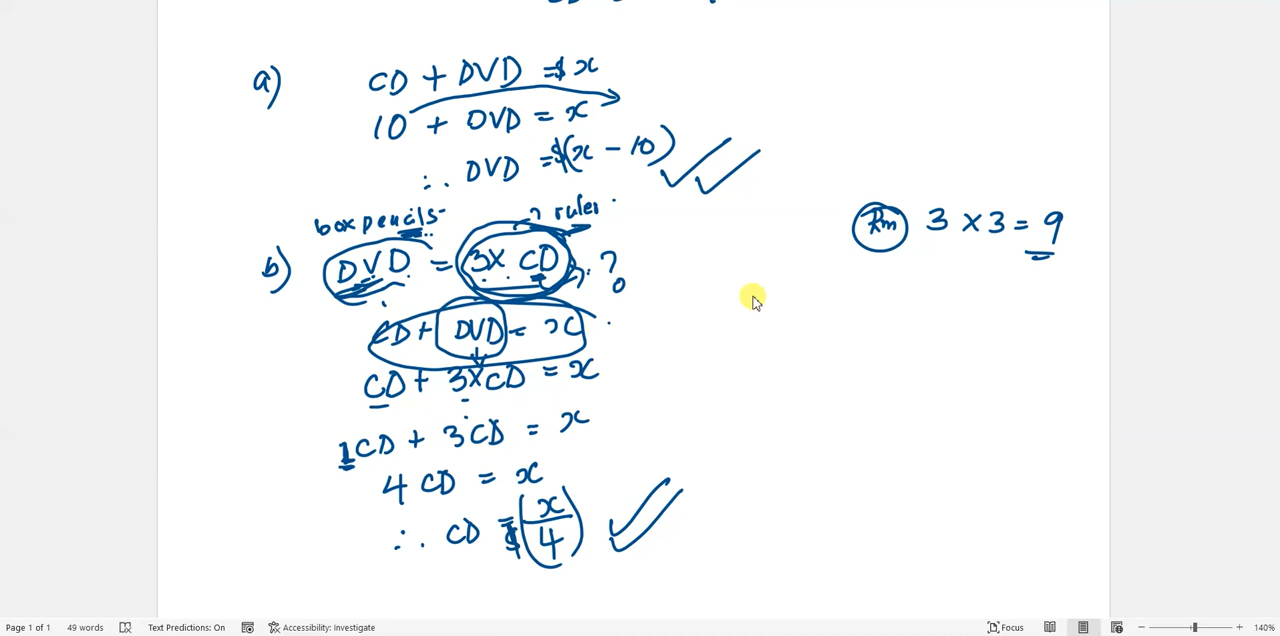 a) CD + DVD = $x
10 + DVD = x
∴ DVD = $(x - 10)
box pencils
? ruler
Rm 3 x 3 = 9
b) DVD = 3x CD ?
CD + DVD = x
CD + 3xCD = x
1CD + 3CD = x
4 CD = x
∴ CD = $(x/4)
Page 1 of 1 49 words Text Predictions: On Accessibility: Investigate Focus 140%